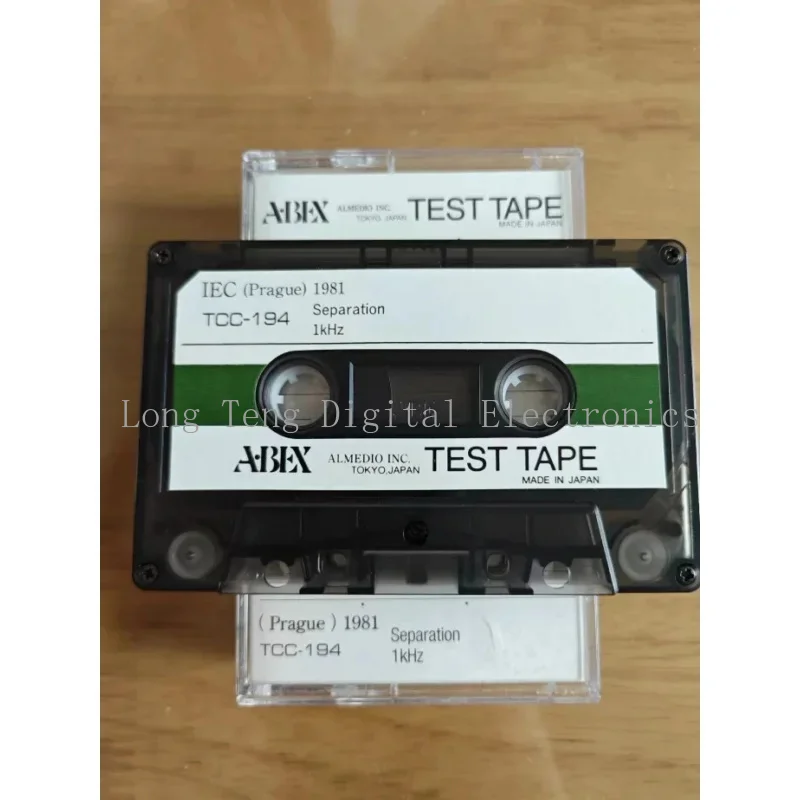 A·BEX ALMEDIO INC. TOKYO, JAPAN TEST TAPE
MADE IN JAPAN
IEC (Prague) 1981
TCC-194 Separation
1kHz
Long Teng Digital Electronics
A·BEX ALMEDIO INC. TOKYO, JAPAN TEST TAPE
MADE IN JAPAN
( Prague ) 1981
TCC-194 Separation
1kHz